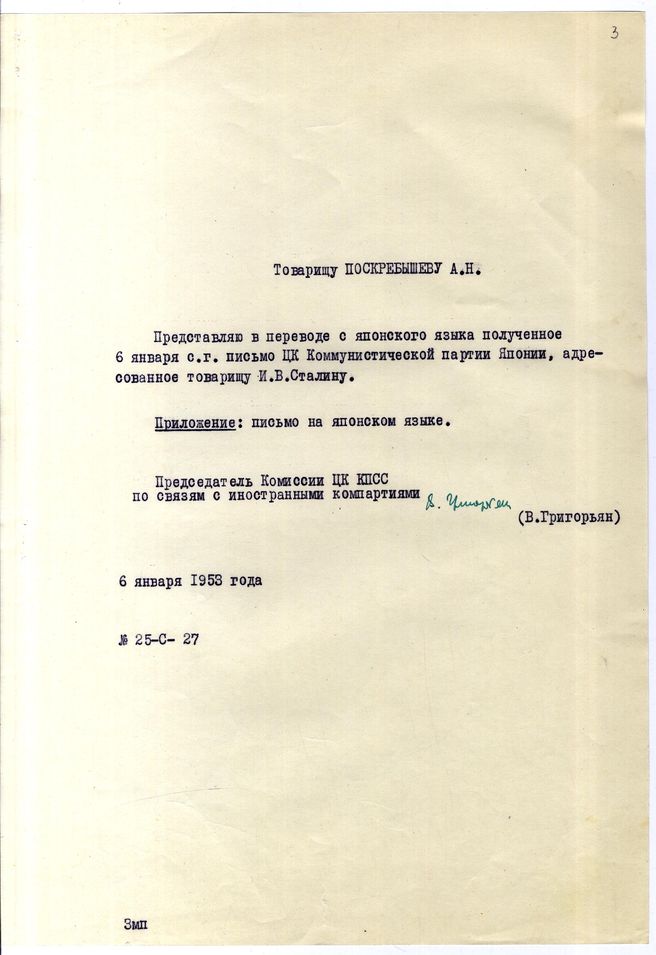 3
Товарищу ПОСКРЕБЫШЕВУ А.Н.
Представляю в переводе с японского языка полученное
6 января с.г. письмо ЦК Коммунистической партии Японии, адре-
сованное товарищу И.В.Сталину.
Приложение: письмо на японском языке.
Председатель Комиссии ЦК КПСС
по связям с иностранными компартиями
(В.Григорьян)
6 января 1953 года
№ 25-С- 27
3мп